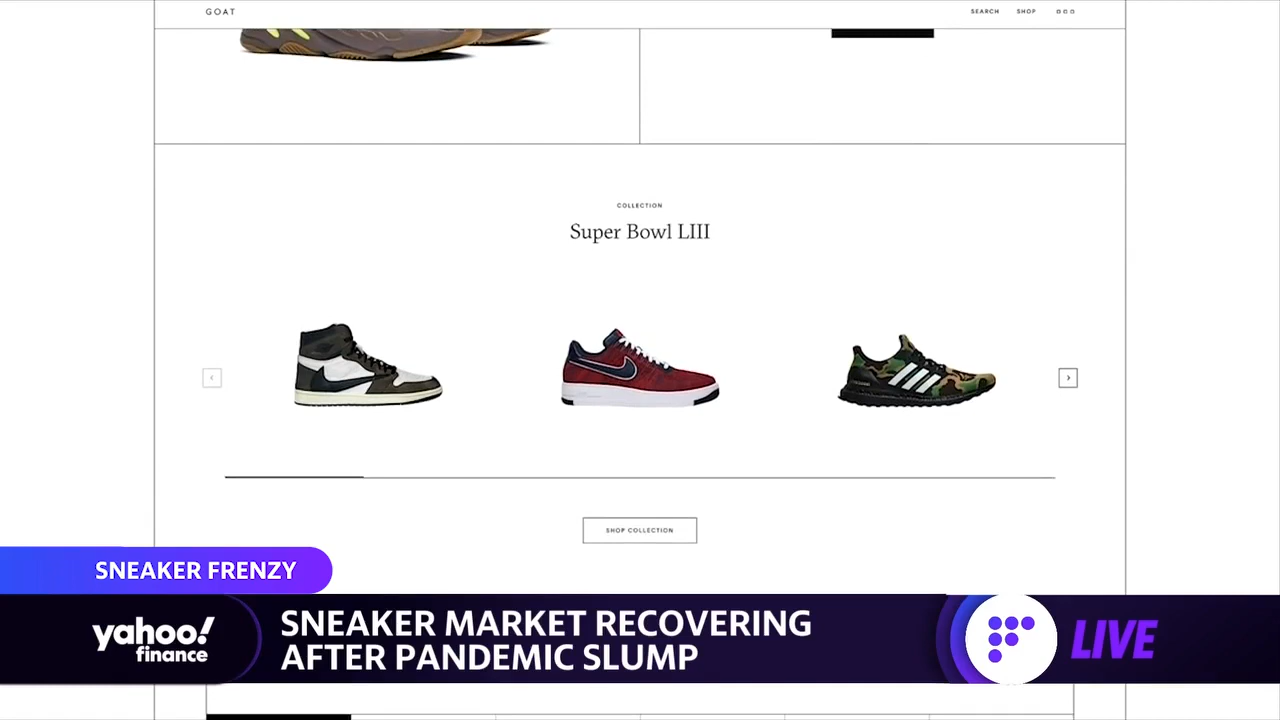 GOAT
SEARCH SHOP
COLLECTION
Super Bowl LIII
SHOP COLLECTION
SNEAKER FRENZY
yahoo!
finance
SNEAKER MARKET RECOVERING
AFTER PANDEMIC SLUMP
LIVE